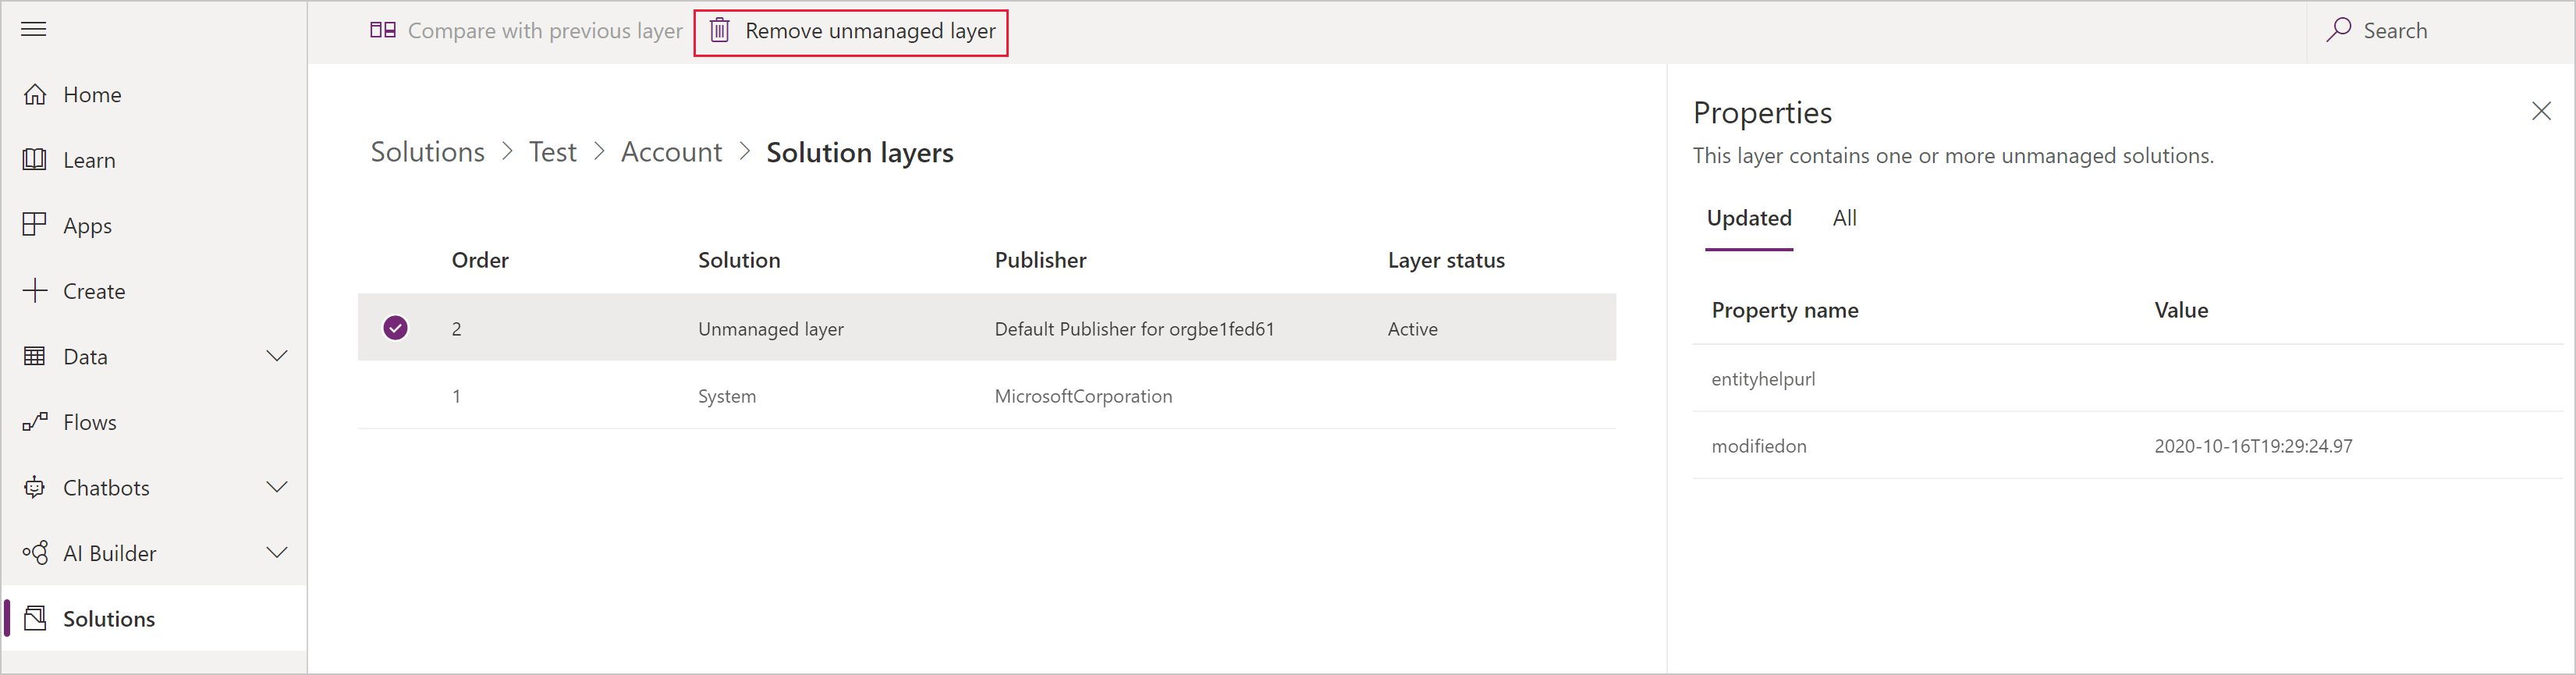 Compare with previous layer Remove unmanaged layer Search
Home
Learn
Apps
Create
Data
Flows
Chatbots
AI Builder
Solutions
Solutions > Test > Account > Solution layers
Order Solution Publisher Layer status
2 Unmanaged layer Default Publisher for orgbe1fed61 Active
1 System MicrosoftCorporation
Properties
This layer contains one or more unmanaged solutions.
Updated All
Property name Value
entityhelpurl
modifiedon 2020-10-16T19:29:24.97